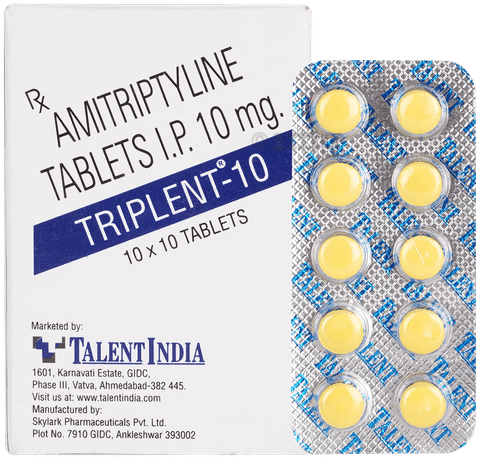 Rx
AMITRIPTYLINE
TABLETS I.P. 10 mg.
TRIPLENT®-10
10 x 10 TABLETS
Marketed by:
TALENTINDIA
1601, Karnavati Estate, GIDC,
Phase III, Vatva, Ahmedabad-382 445.
Visit us at: www.talentindia.com
Manufactured by:
Skylark Pharmaceuticals Pvt. Ltd.
Plot No. 7910 GIDC, Ankleshwar 393002